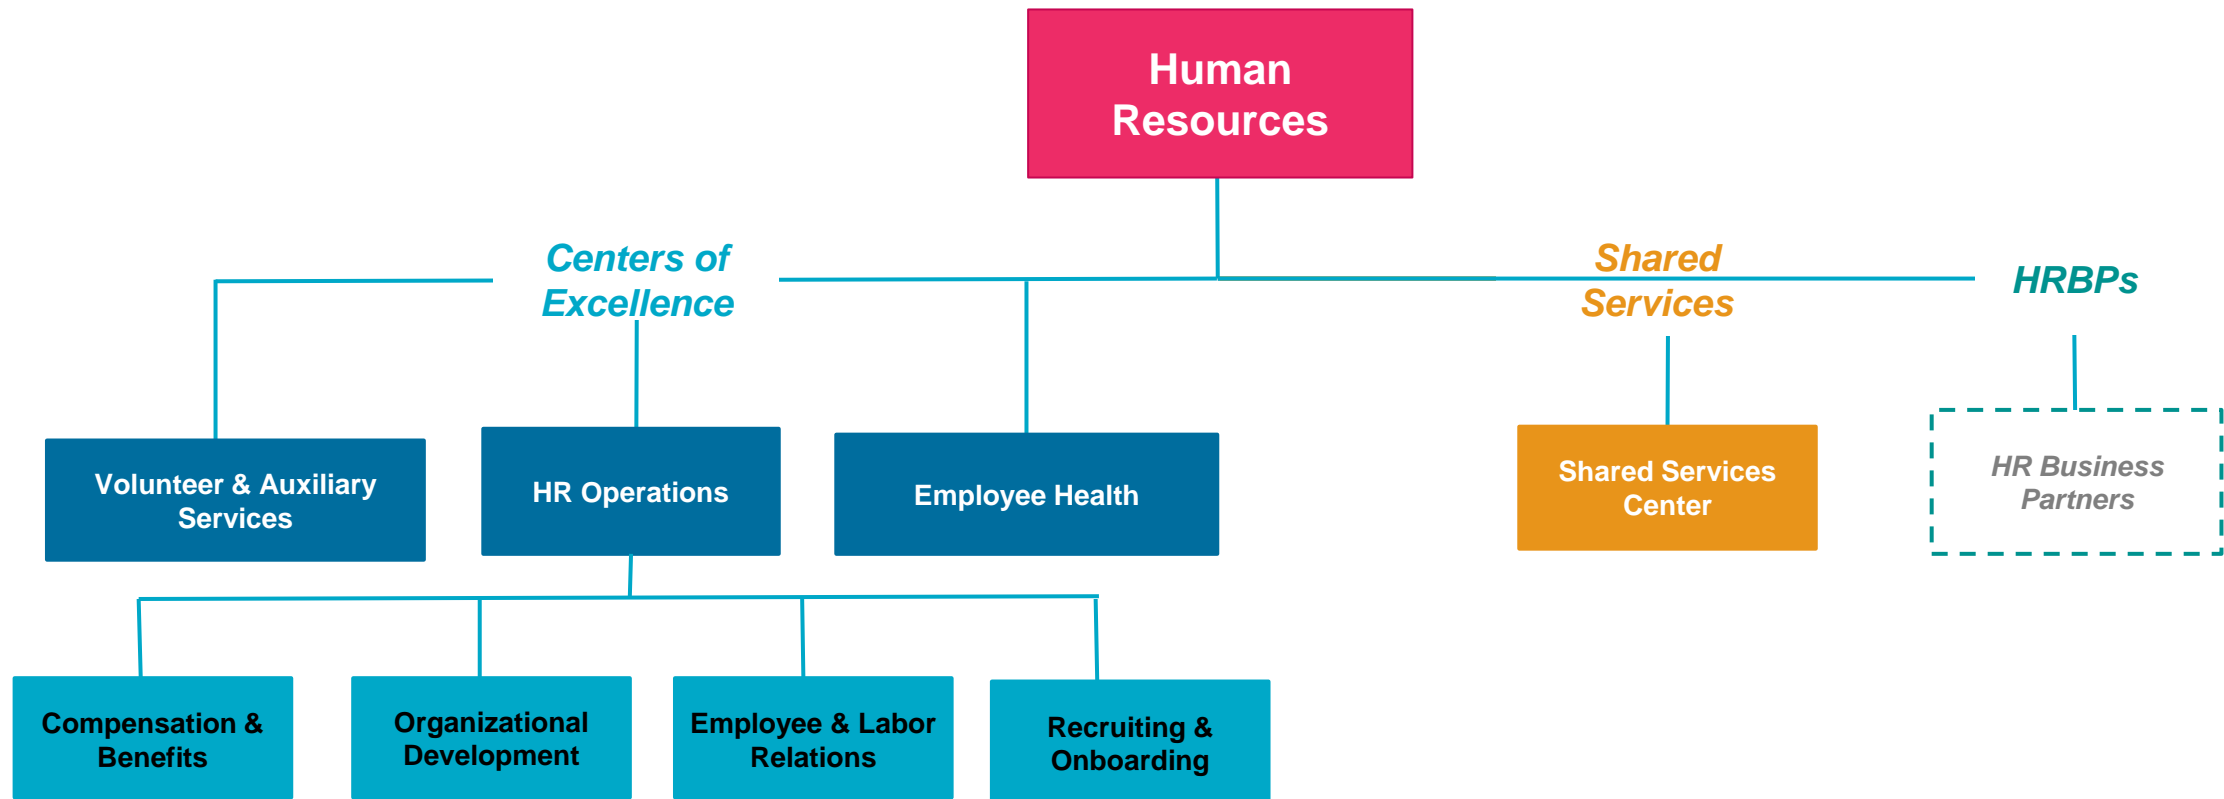 Human
Resources
Centers of
Excellence
Shared
Services
HRBPs
Volunteer & Auxiliary
Services
HR Operations
Employee Health
Shared Services
Center
HR Business
Partners
Compensation &
Benefits
Organizational
Development
Employee & Labor
Relations
Recruiting &
Onboarding